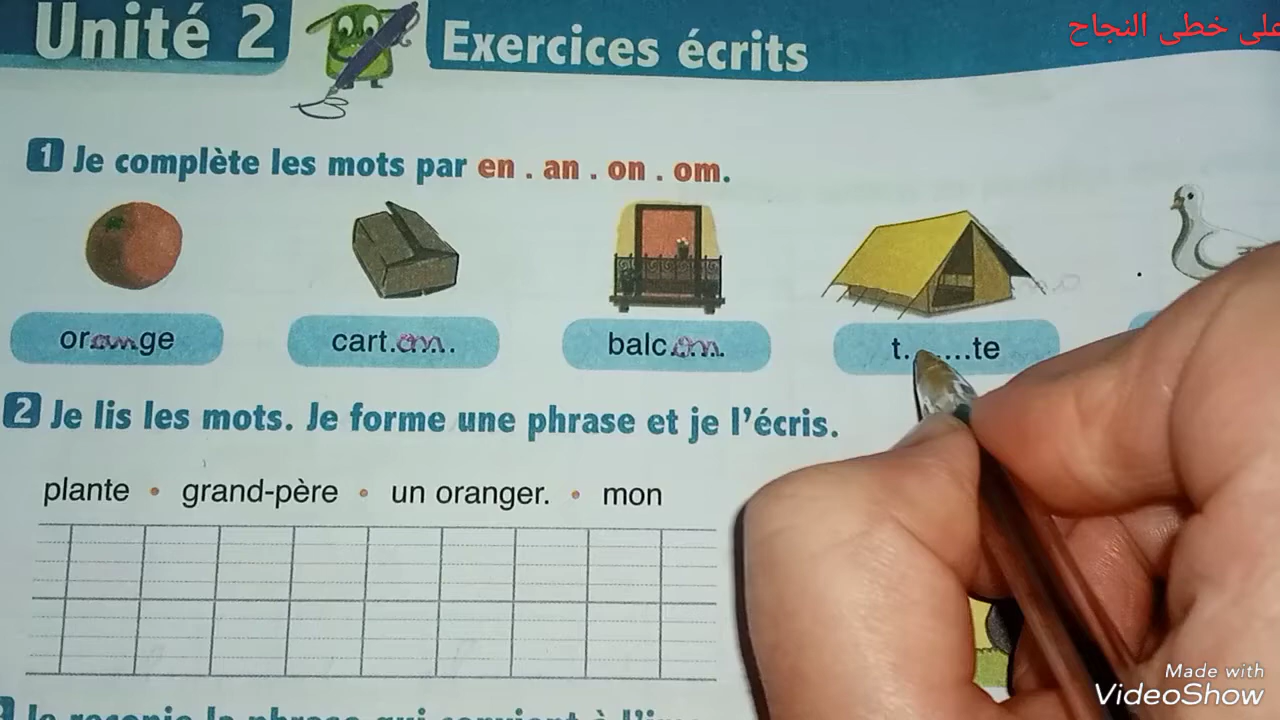 Unité 2
Exercices écrits
على خطى النجاح
1 Je complète les mots par en . an . on . om.
orange
cart.on..
balcon.
t. ....te
2 Je lis les mots. Je forme une phrase et je l'écris.
plante • grand-père • un oranger. • mon
Made with
VideoShow